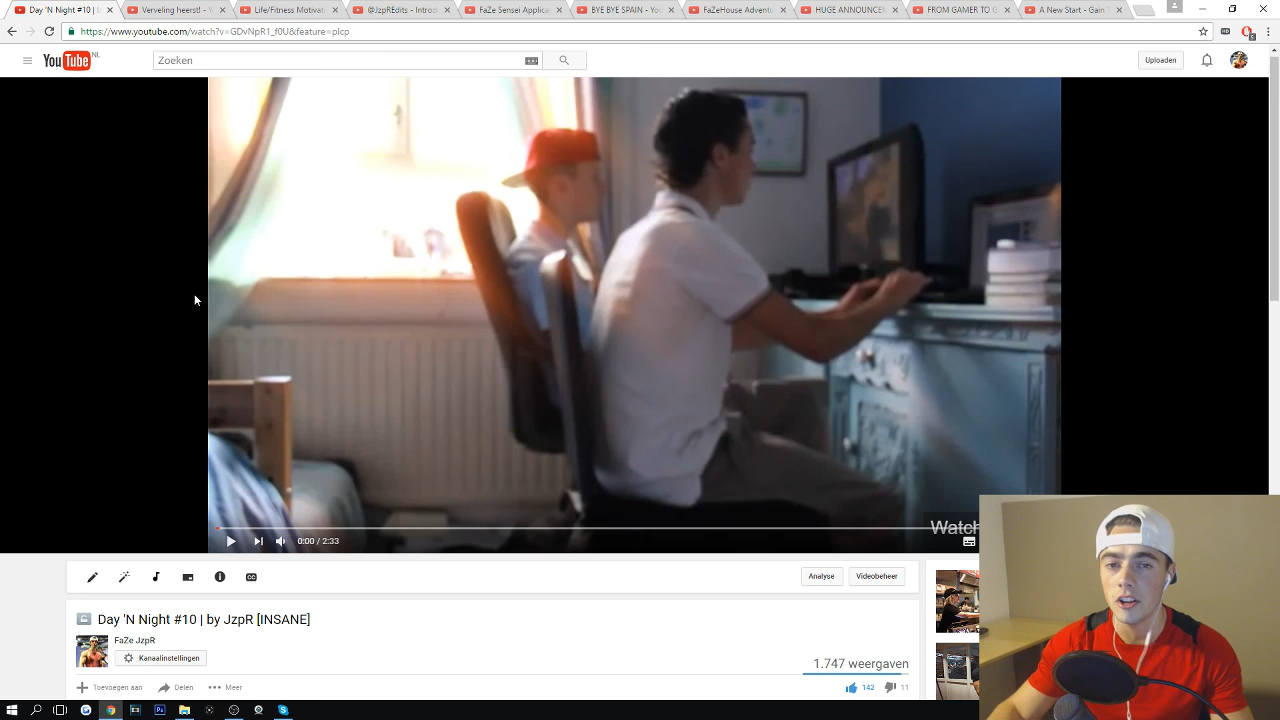 Day 'N Night #10 | b
Verveling heerst! - Y
Life/Fitness Motivat
@JzpREdits - Introd
FaZe Sensei Applica
BYE BYE SPAIN - You
FaZeHouse Adventu
HUGE ANNOUNCEM
FROM GAMER TO G
A New Start - Gain T
https://www.youtube.com/watch?v=GDvNpR1_f0U&feature=plcp
YouTube NL
Zoeken
Uploaden
Watch
0:00 / 2:33
Analyse
Videobeheer
Day 'N Night #10 | by JzpR [INSANE]
FaZe JzpR
Kanaalinstellingen
1.747 weergaven
Toevoegen aan
Delen
Meer
142
11